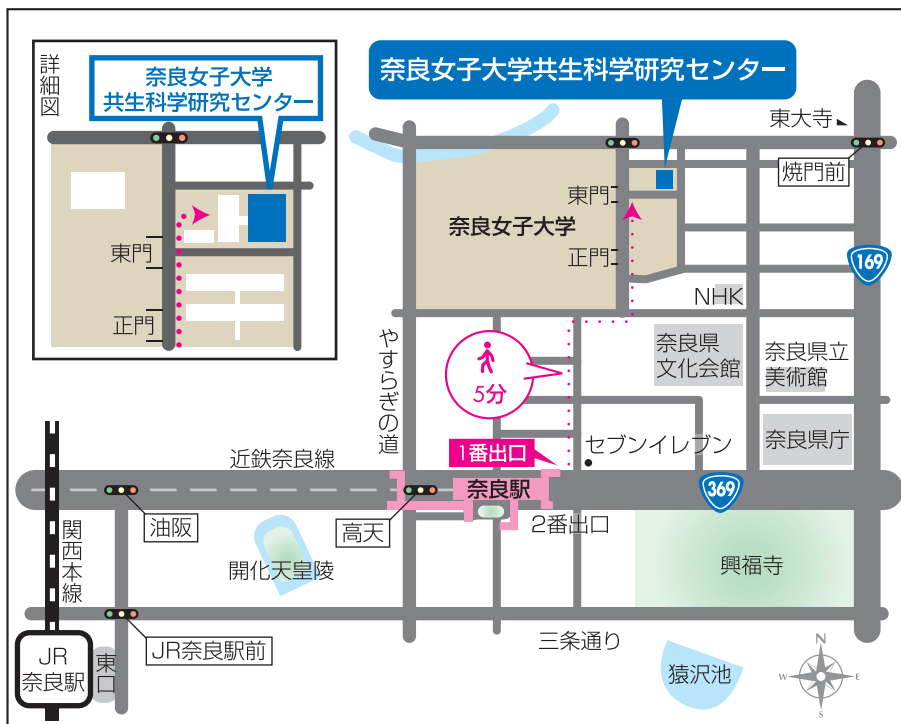 詳細図
奈良女子大学
共生科学研究センター
東門
正門
奈良女子大学共生科学研究センター
東大寺
焼門前
東門
奈良女子大学
正門
169
NHK
奈良県
文化会館
奈良県立
美術館
奈良県庁
やすらぎの道
5分
1番出口
セブンイレブン
近鉄奈良線
奈良駅
369
油阪
高天
2番出口
関西本線
開化天皇陵
興福寺
三条通り
JR奈良駅前
JR
奈良駅
東口
猿沢池
N
W
E
S